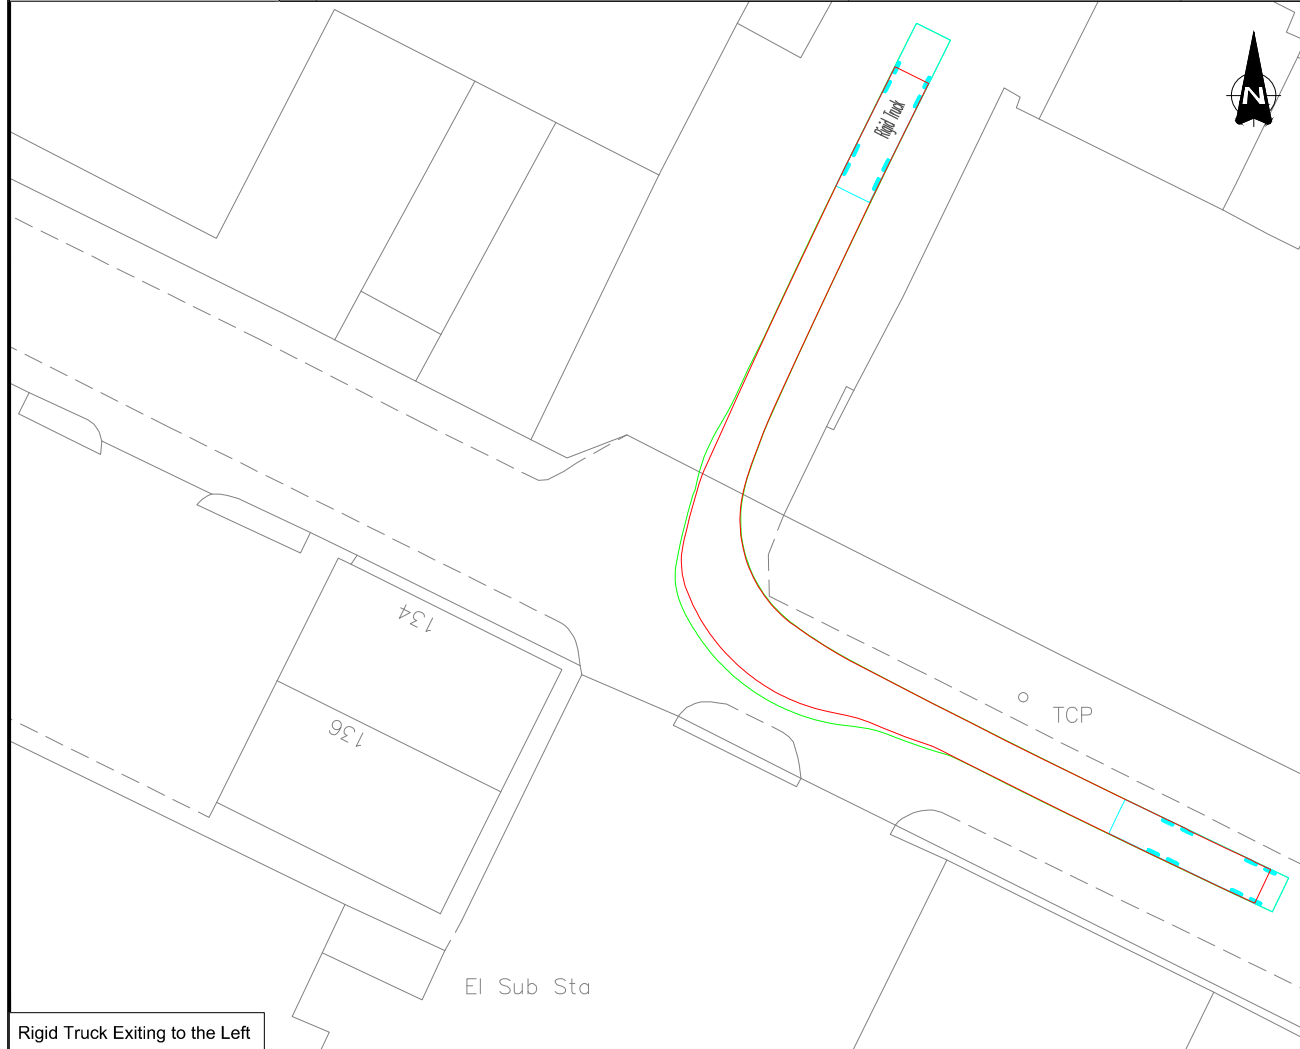 N
Rigid Truck
134
136
TCP
El Sub Sta
Rigid Truck Exiting to the Left